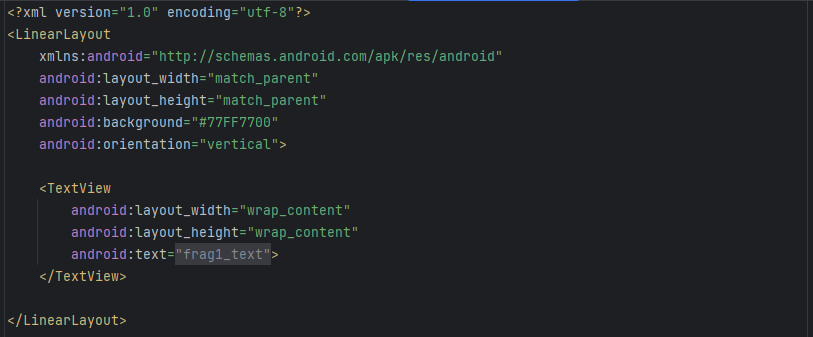 <?xml version="1.0" encoding="utf-8"?>
<LinearLayout
    xmlns:android="http://schemas.android.com/apk/res/android"
    android:layout_width="match_parent"
    android:layout_height="match_parent"
    android:background="#77FF7700"
    android:orientation="vertical">

    <TextView
        android:layout_width="wrap_content"
        android:layout_height="wrap_content"
        android:text="frag1_text">
    </TextView>

</LinearLayout>